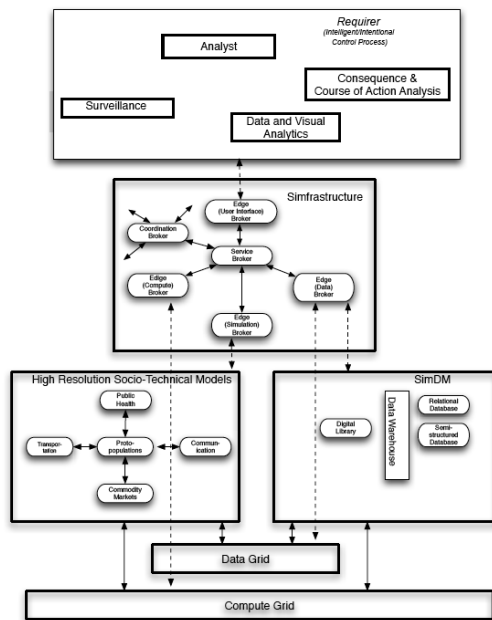 Requirer
(Intelligent/Intentional
Control Process)
Analyst
Consequence &
Course of Action Analysis
Surveillance
Data and Visual
Analytics
Simfrastructure
Edge
(User Interface)
Broker
Coordination
Broker
Service
Broker
Edige
(Compute)
Broker
Edge
(Data)
Broker
Edge
(Simulation)
Broker
High Resolution Socio-Technical Models
Public
Health
Transpor-
tation
Proto-
populations
Commun-
ication
Commodity
Markets
SimDM
Digital
Library
Data Warehouse
Relational
Database
Semi-
structured
Database
Data Grid
Compute Grid